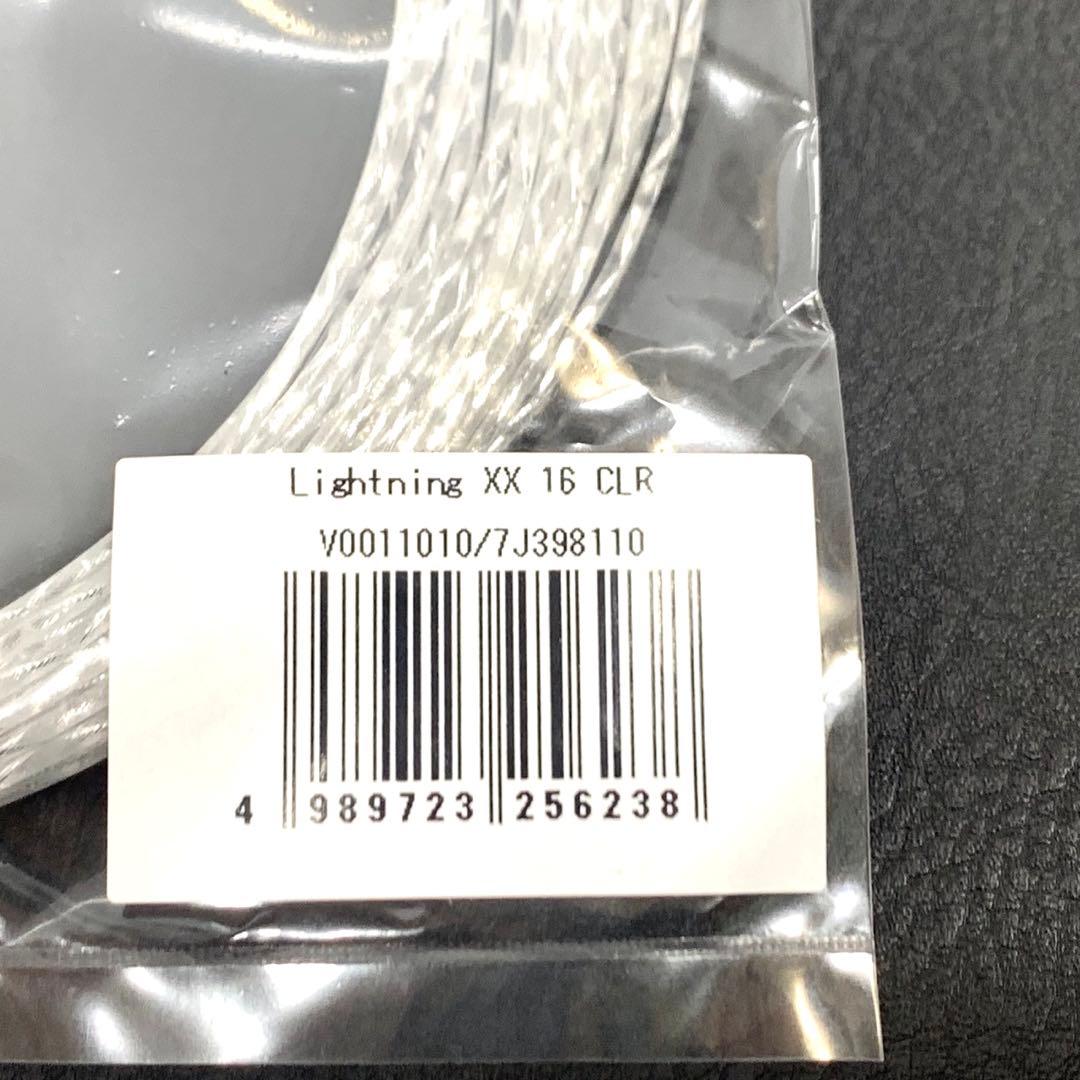 Lightning XX 16 CLR
V0011010/7J398110
4 989723 256238